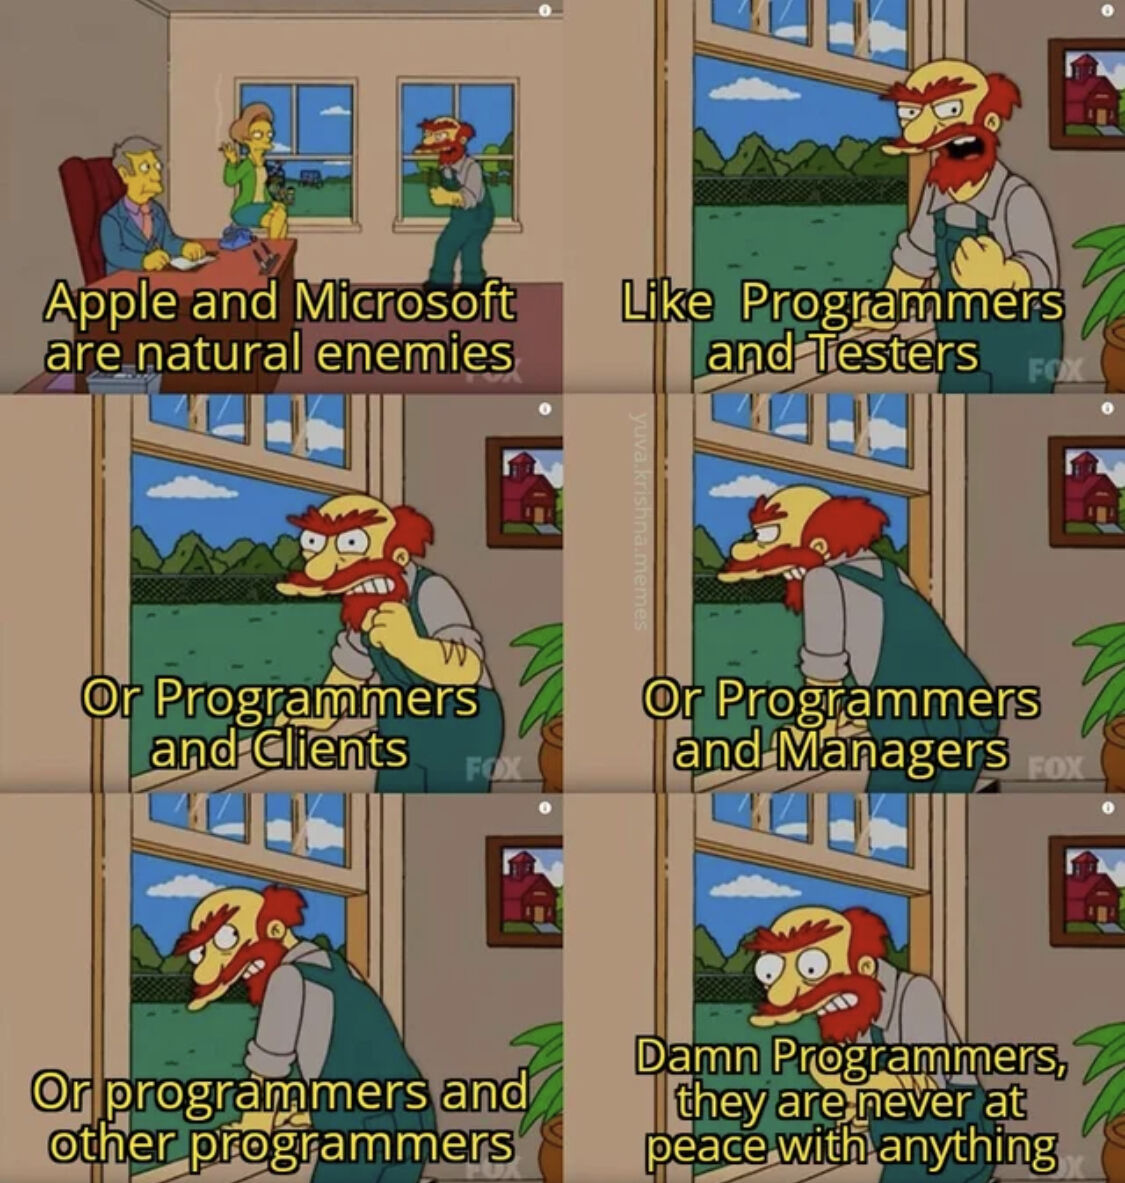 Apple and Microsoft
are natural enemies
FOX
Like Programmers
and Testers
FOX
Or Programmers
and Clients
FOX
yuva.krishna.memes
Or Programmers
and Managers
FOX
Or programmers and
other programmers
FOX
Damn Programmers,
they are never at
peace with anything